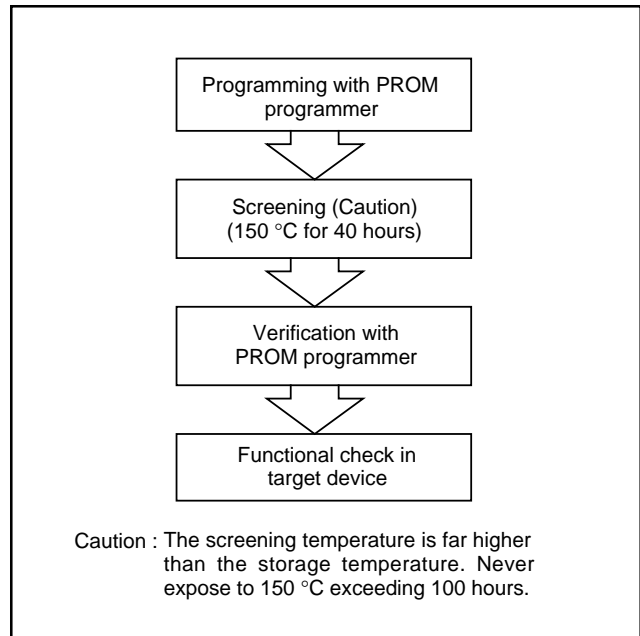 Programming with PROM
programmer
Screening (Caution)
(150 °C for 40 hours)
Verification with
PROM programmer
Functional check in
target device
Caution : The screening temperature is far higher
than the storage temperature. Never
expose to 150 °C exceeding 100 hours.